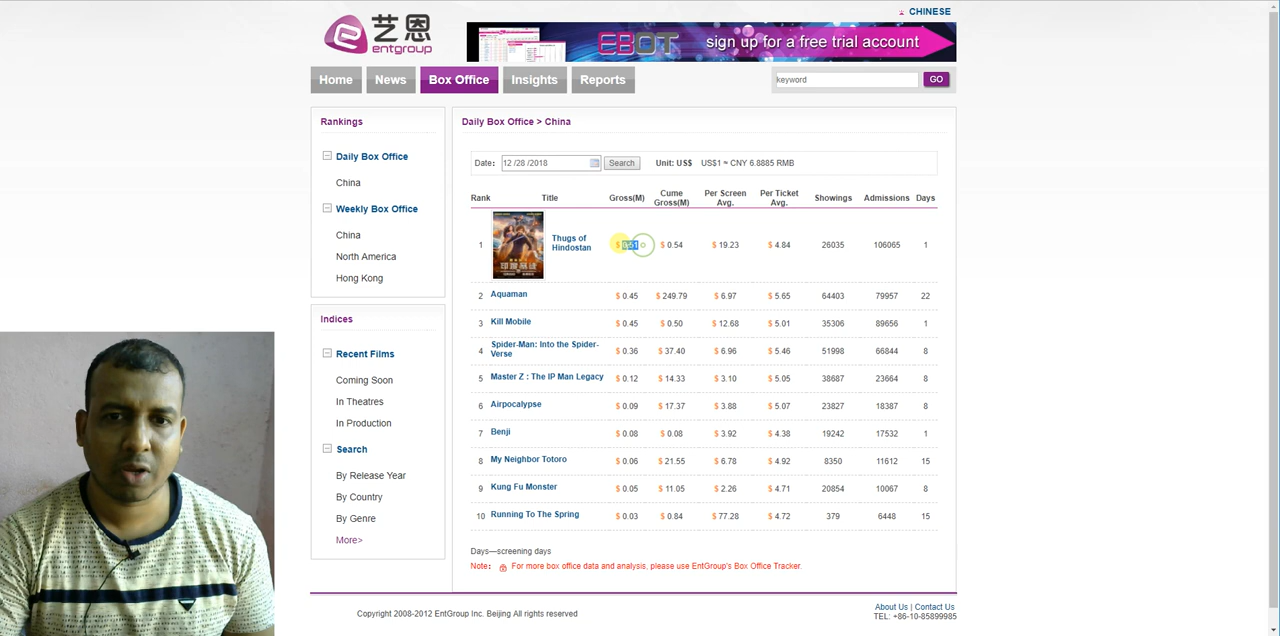 CHINESE
艺恩
entgroup
EBOT sign up for a free trial account
Home News Box Office Insights Reports
keyword GO
Rankings
Daily Box Office
China
Weekly Box Office
China
North America
Hong Kong
Indices
Recent Films
Coming Soon
In Theatres
In Production
Search
By Release Year
By Country
By Genre
More>
Daily Box Office > China
Date: 12 /28 /2018 Search Unit: US$ US$1 ≈ CNY 6.8885 RMB
Rank Title Gross(M) Cume Gross(M) Per Screen Avg. Per Ticket Avg. Showings Admissions Days
1 Thugs of Hindostan $ 0.51 $ 0.54 $ 19.23 $ 4.84 26035 106065 1
2 Aquaman $ 0.45 $ 249.79 $ 6.97 $ 5.65 64403 79957 22
3 Kill Mobile $ 0.45 $ 0.50 $ 12.68 $ 5.01 35306 89656 1
4 Spider-Man: Into the Spider-Verse $ 0.36 $ 37.40 $ 6.96 $ 5.46 51998 66844 8
5 Master Z : The IP Man Legacy $ 0.12 $ 14.33 $ 3.10 $ 5.05 38687 23664 8
6 Airpocalypse $ 0.09 $ 17.37 $ 3.88 $ 5.07 23827 18387 8
7 Benji $ 0.08 $ 0.08 $ 3.92 $ 4.38 19242 17532 1
8 My Neighbor Totoro $ 0.06 $ 21.55 $ 6.78 $ 4.92 8350 11612 15
9 Kung Fu Monster $ 0.05 $ 11.05 $ 2.26 $ 4.71 20854 10067 8
10 Running To The Spring $ 0.03 $ 0.84 $ 77.28 $ 4.72 379 6448 15
Days—screening days
Note: For more box office data and analysis, please use EntGroup's Box Office Tracker.
Copyright 2008-2012 EntGroup Inc. Beijing All rights reserved
About Us | Contact Us
TEL: +86-10-85899985